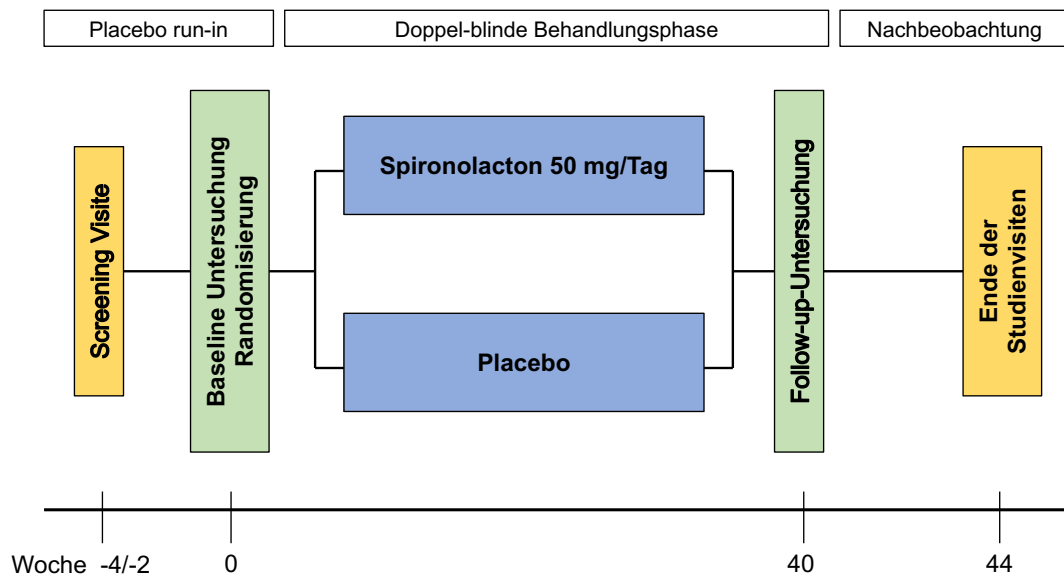 Placebo run-in
Doppel-blinde Behandlungsphase
Nachbeobachtung
Screening Visite
Baseline Untersuchung
Randomisierung
Spironolacton 50 mg/Tag
Placebo
Follow-up-Untersuchung
Ende der
Studienvisiten
Woche -4/-2
0
40
44